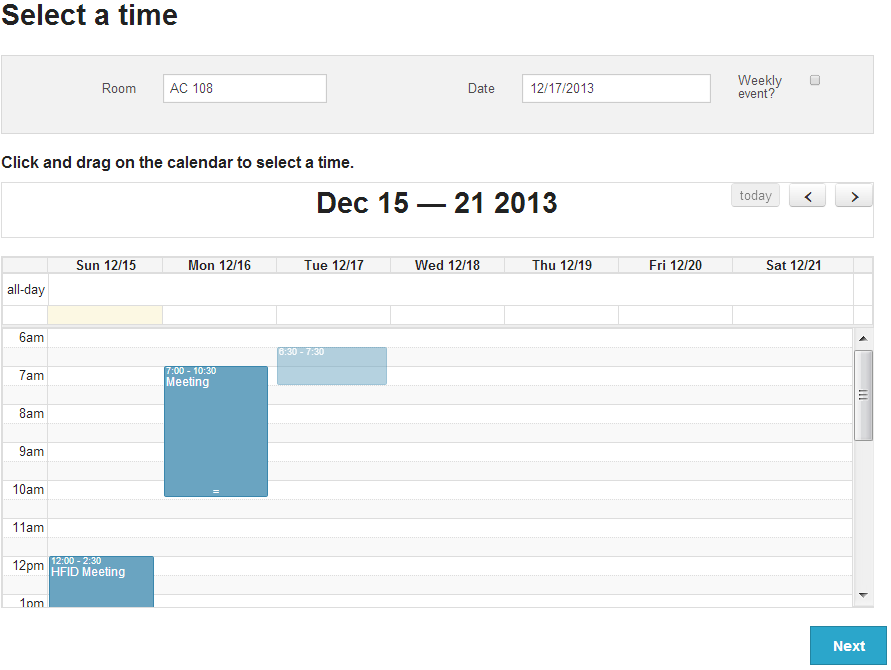 Select a time
Room AC 108 Date 12/17/2013 Weekly event?
Click and drag on the calendar to select a time.
Dec 15 — 21 2013 today < >
Sun 12/15 Mon 12/16 Tue 12/17 Wed 12/18 Thu 12/19 Fri 12/20 Sat 12/21
all-day
6am
6:30 - 7:30
7am
7:00 - 10:30
Meeting
8am
9am
10am
11am
12pm
12:00 - 2:30
HFID Meeting
1pm
Next